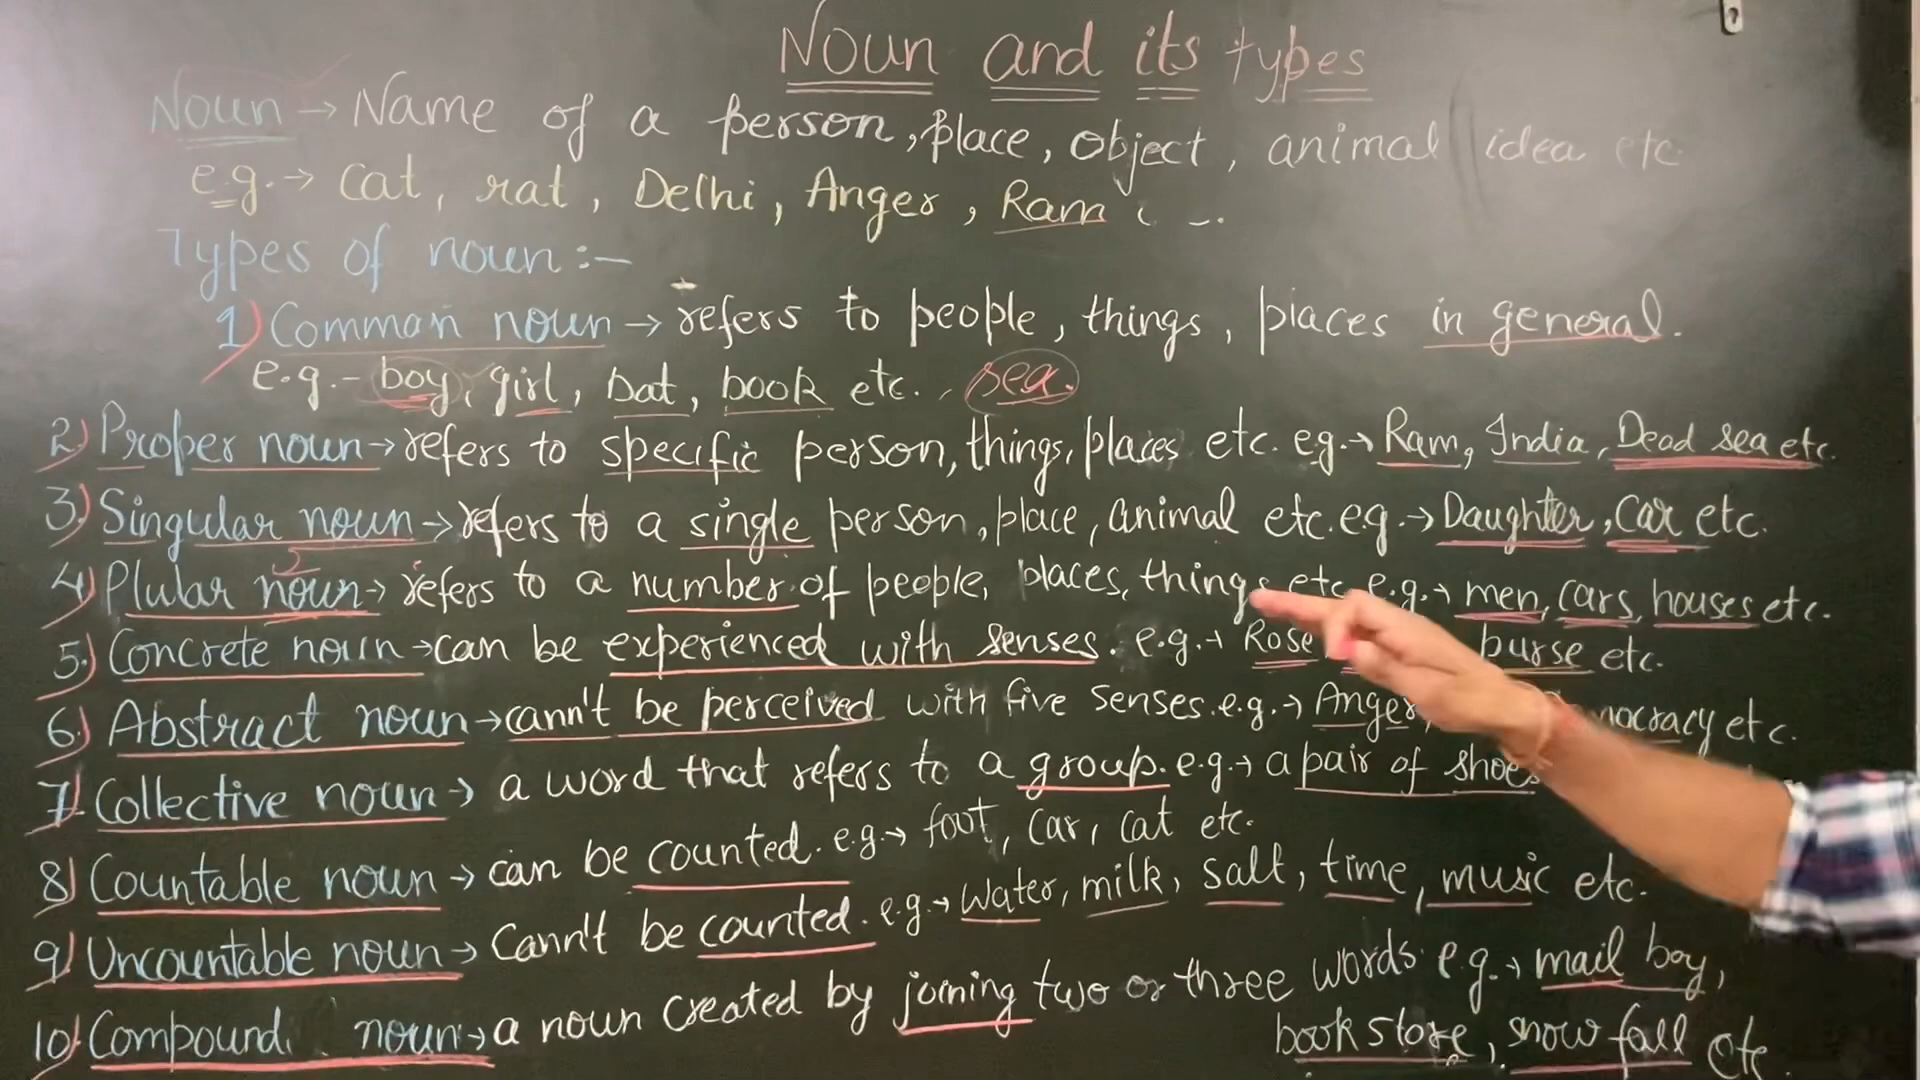 Noun and its types
Noun → Name of a person, place, object, animal idea etc
e.g. → cat, rat, Delhi, Anger, Ram
Types of noun :-
1) Common noun → refers to people, things, places in general.
e.g. - boy, girl, bat, book etc., sea.
2) Proper noun → refers to specific person, things, places etc. eg. → Ram, India, Dead sea etc.
3) Singular noun → refers to a single person, place, animal etc. eg. → Daughter, Car etc.
4) Plular noun → refers to a number of people, places, things etc e.g. → men, cars, houses etc.
5) Concrete noun → can be experienced with senses. e.g. → Rose burse etc.
6) Abstract noun → cann't be perceived with five senses. e.g. → Anger, etc.
7) Collective noun → a word that refers to a group. e.g. → a pair of shoes
8) Countable noun → can be counted. e.g. → foot, car, cat etc.
9) Uncountable noun → Cann't be counted. e.g. → water, milk, salt, time, music etc.
10) Compound noun → a noun created by joining two or three words. e.g. → mail boy,
book store, snow fall etc.